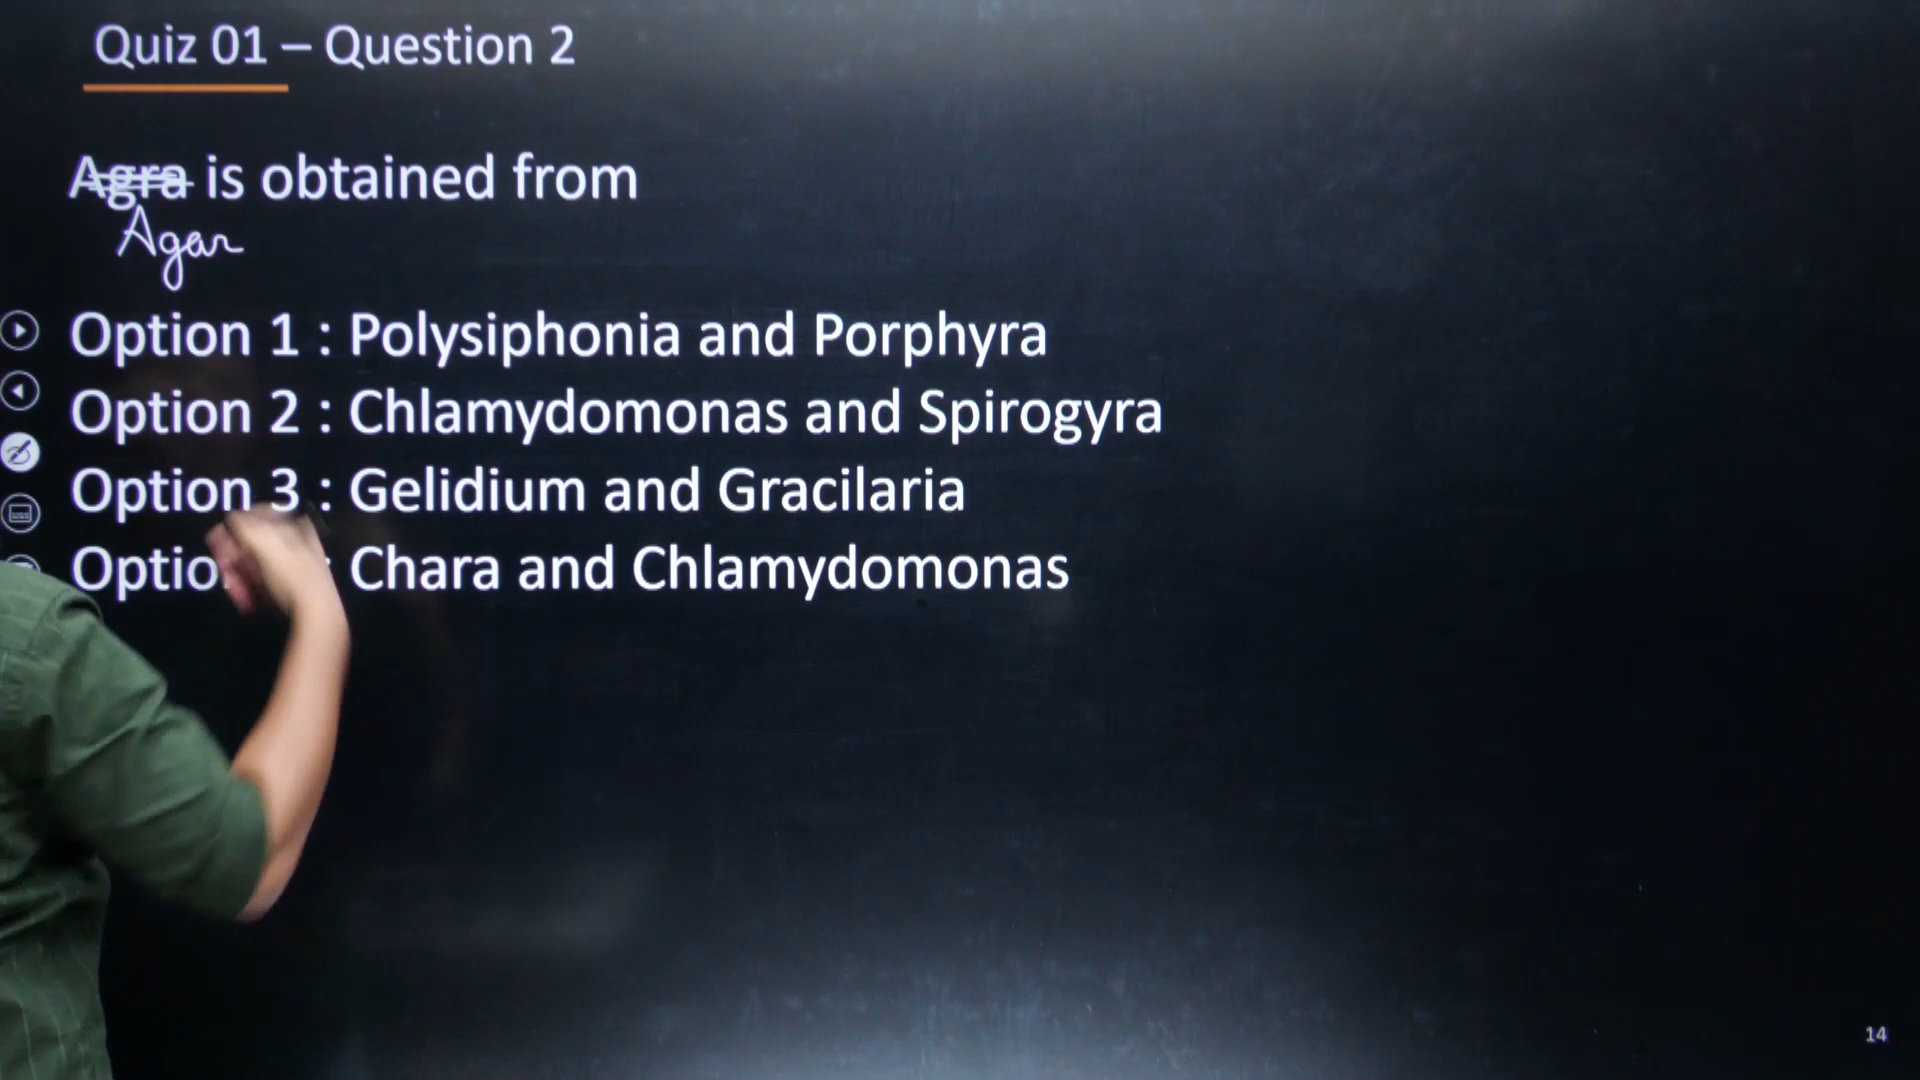 Quiz 01 – Question 2
Agra is obtained from
Agar
Option 1 : Polysiphonia and Porphyra
Option 2 : Chlamydomonas and Spirogyra
Option 3 : Gelidium and Gracilaria
Optio : Chara and Chlamydomonas
14